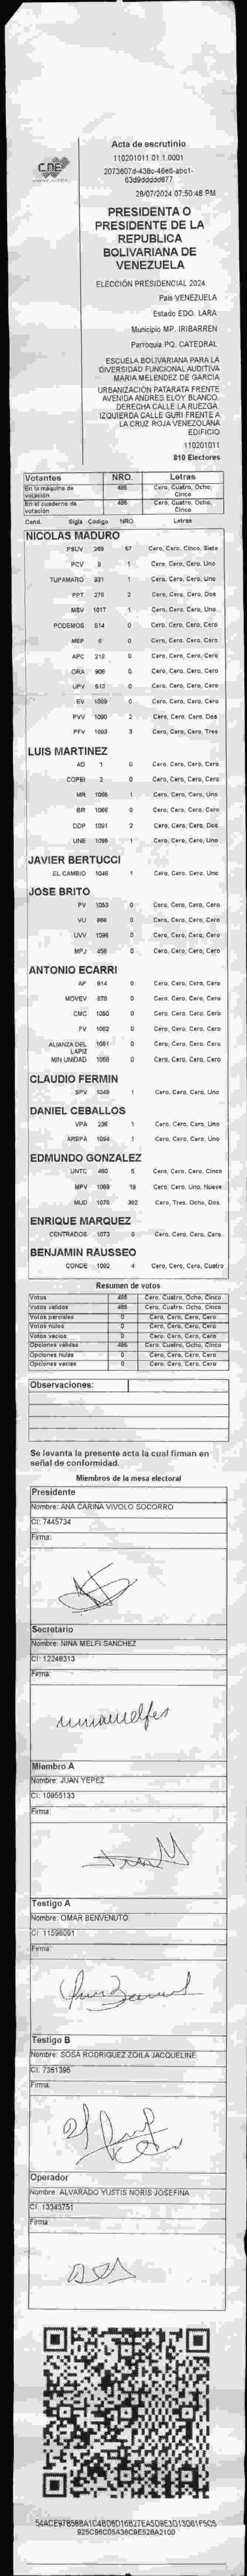 CNE
Acta de escrutinio
110201011.01.1.0001
28/07/2024 07:50:48 PM
PRESIDENTA O
PRESIDENTE DE LA
REPUBLICA
BOLIVARIANA DE
VENEZUELA
ELECCIÓN PRESIDENCIAL 2024
País VENEZUELA
Estado EDO. LARA
Municipio MP. IRIBARREN
Parroquia PQ. CATEDRAL
ESCUELA BOLIVARIANA PARA LA
DIVERSIDAD FUNCIONAL AUDITIVA
MARIA MELENDEZ DE GARCIA
URBANIZACIÓN PATARATA FRENTE
AVENIDA ANDRES ELOY BLANCO.
DERECHA CALLE LA RUEZGA.
IZQUIERDA CALLE GURI FRENTE A
LA CRUZ ROJA VENEZOLANA
EDIFICIO
110201011
810 Electores
Votantes NRO. Letras
En la máquina de votación 485 Cero, Cuatro, Ocho, Cinco
En el cuaderno de votación 485 Cero, Cuatro, Ocho, Cinco
Cand. Sigla Código NRO Letras
NICOLAS MADURO
PSUV 269 57 Cero, Cero, Cinco, Siete
PCV 9 1 Cero, Cero, Cero, Uno
TUPAMARO 931 1 Cero, Cero, Cero, Uno
PPT 276 2 Cero, Cero, Cero, Dos
MSV 1017 1 Cero, Cero, Cero, Uno
PODEMOS 614 0 Cero, Cero, Cero, Cero
MEP 6 0 Cero, Cero, Cero, Cero
APC 219 0 Cero, Cero, Cero, Cero
ORA 906 0 Cero, Cero, Cero, Cero
UPV 613 0 Cero, Cero, Cero, Cero
EV 1089 0 Cero, Cero, Cero, Cero
PVV 1090 2 Cero, Cero, Cero, Dos
PFV 1093 3 Cero, Cero, Cero, Tres
LUIS MARTINEZ
AD 1 0 Cero, Cero, Cero, Cero
COPEI 2 0 Cero, Cero, Cero, Cero
MR 1065 1 Cero, Cero, Cero, Uno
BR 1066 0 Cero, Cero, Cero, Cero
DDP 1091 2 Cero, Cero, Cero, Dos
UNE 1095 1 Cero, Cero, Cero, Uno
JAVIER BERTUCCI
EL CAMBIO 1046 1 Cero, Cero, Cero, Uno
JOSE BRITO
PV 1053 0 Cero, Cero, Cero, Cero
VU 968 0 Cero, Cero, Cero, Cero
UVV 1096 0 Cero, Cero, Cero, Cero
MPJ 458 0 Cero, Cero, Cero, Cero
ANTONIO ECARRI
AP 914 0 Cero, Cero, Cero, Cero
MOVEV 878 0 Cero, Cero, Cero, Cero
CMC 1050 0 Cero, Cero, Cero, Cero
FV 1062 0 Cero, Cero, Cero, Cero
ALIANZA DEL LAPIZ 1051 0 Cero, Cero, Cero, Cero
MIN UNIDAD 1068 0 Cero, Cero, Cero, Cero
CLAUDIO FERMIN
SPV 1049 1 Cero, Cero, Cero, Uno
DANIEL CEBALLOS
VPA 236 1 Cero, Cero, Cero, Uno
AREPA 1094 1 Cero, Cero, Cero, Uno
EDMUNDO GONZALEZ
UNTC 460 5 Cero, Cero, Cero, Cinco
MPV 1069 19 Cero, Cero, Uno, Nueve
MUD 1075 382 Cero, Tres, Ocho, Dos
ENRIQUE MARQUEZ
CENTRADOS 1073 0 Cero, Cero, Cero, Cero
BENJAMIN RAUSSEO
CONDE 1092 4 Cero, Cero, Cero, Cuatro
Resumen de votos
Votos 485 Cero, Cuatro, Ocho, Cinco
Votos válidos 485 Cero, Cuatro, Ocho, Cinco
Votos parciales 0 Cero, Cero, Cero, Cero
Votos nulos 0 Cero, Cero, Cero, Cero
Votos vacíos 0 Cero, Cero, Cero, Cero
Opciones válidas 485 Cero, Cuatro, Ocho, Cinco
Opciones nulas 0 Cero, Cero, Cero, Cero
Opciones vacías 0 Cero, Cero, Cero, Cero
Observaciones:
Se levanta la presente acta la cual firman en
señal de conformidad.
Miembros de la mesa electoral
Presidente
Nombre: ANA CARINA VIVOLO SOCORRO
CI: 7445734
Firma:
Secretario
Nombre: NINA MELFI SANCHEZ
CI: 12248313
Firma:
Miembro A
Nombre: JUAN YEPEZ
CI: 10955133
Firma:
Testigo A
Nombre: OMAR BENVENUTO
CI: 11596091
Firma:
Testigo B
Nombre: SOSA RODRIGUEZ ZOILA JACQUELINE
CI: 7361395
Firma:
Operador
Nombre: ALVARADO YUSTIS NORIS JOSEFINA
CI: 13343751
Firma: